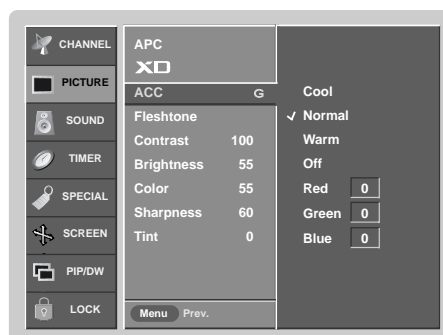 CHANNEL
PICTURE
SOUND
TIMER
SPECIAL
SCREEN
PIP/DW
LOCK
APC
XD
ACC G
Fleshtone
Contrast 100
Brightness 55
Color 55
Sharpness 60
Tint 0
Menu Prev.
Cool
✓ Normal
Warm
Off
Red 0
Green 0
Blue 0